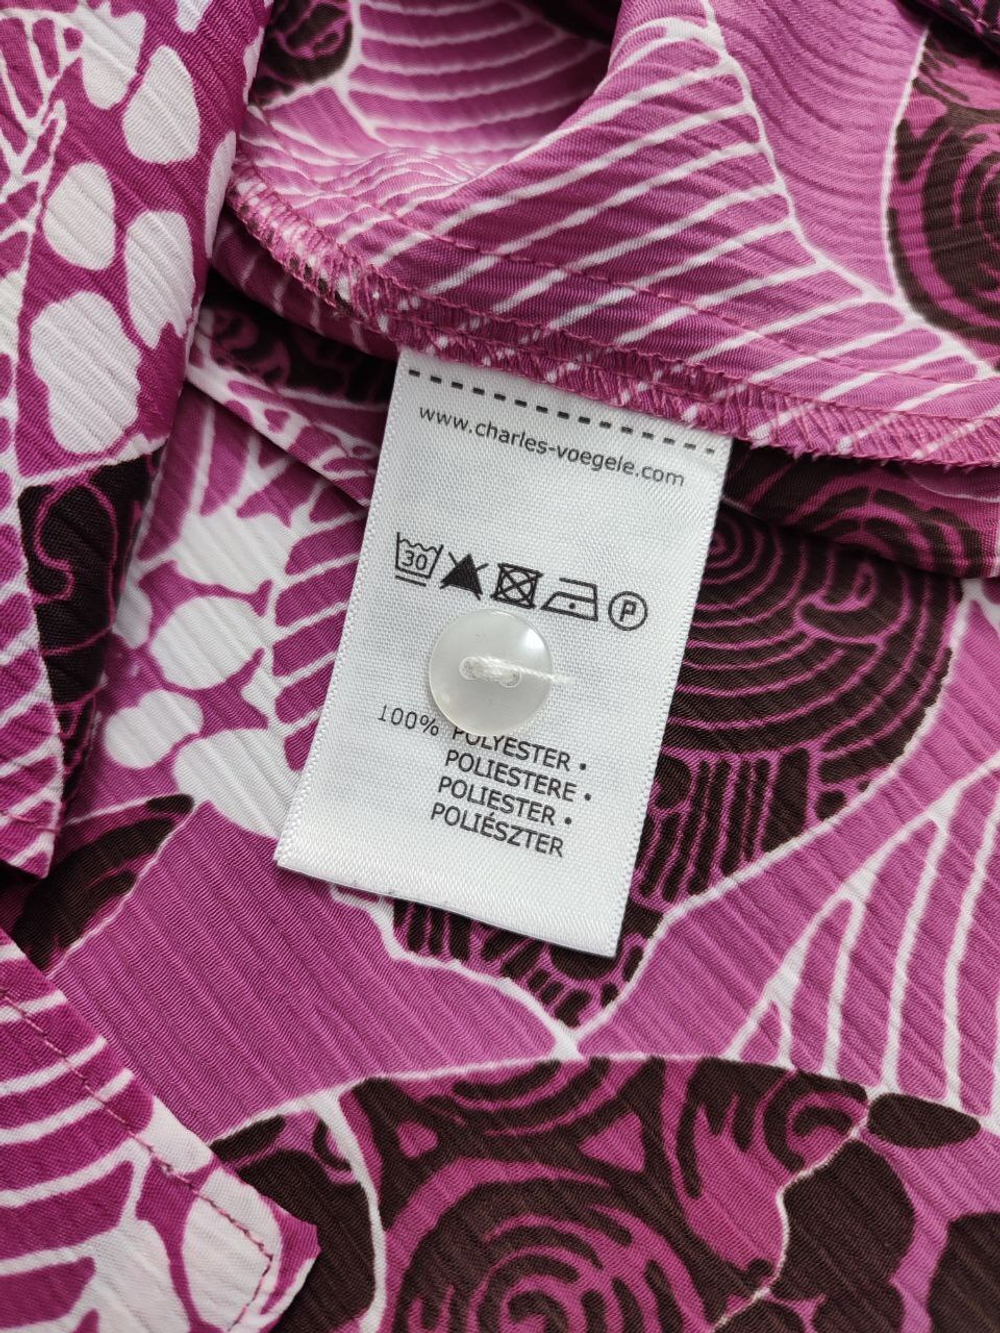 www.charles-voegele.com
30
P
100% POLYESTER •
POLIESTERE •
POLIESTER •
POLIÉSZTER